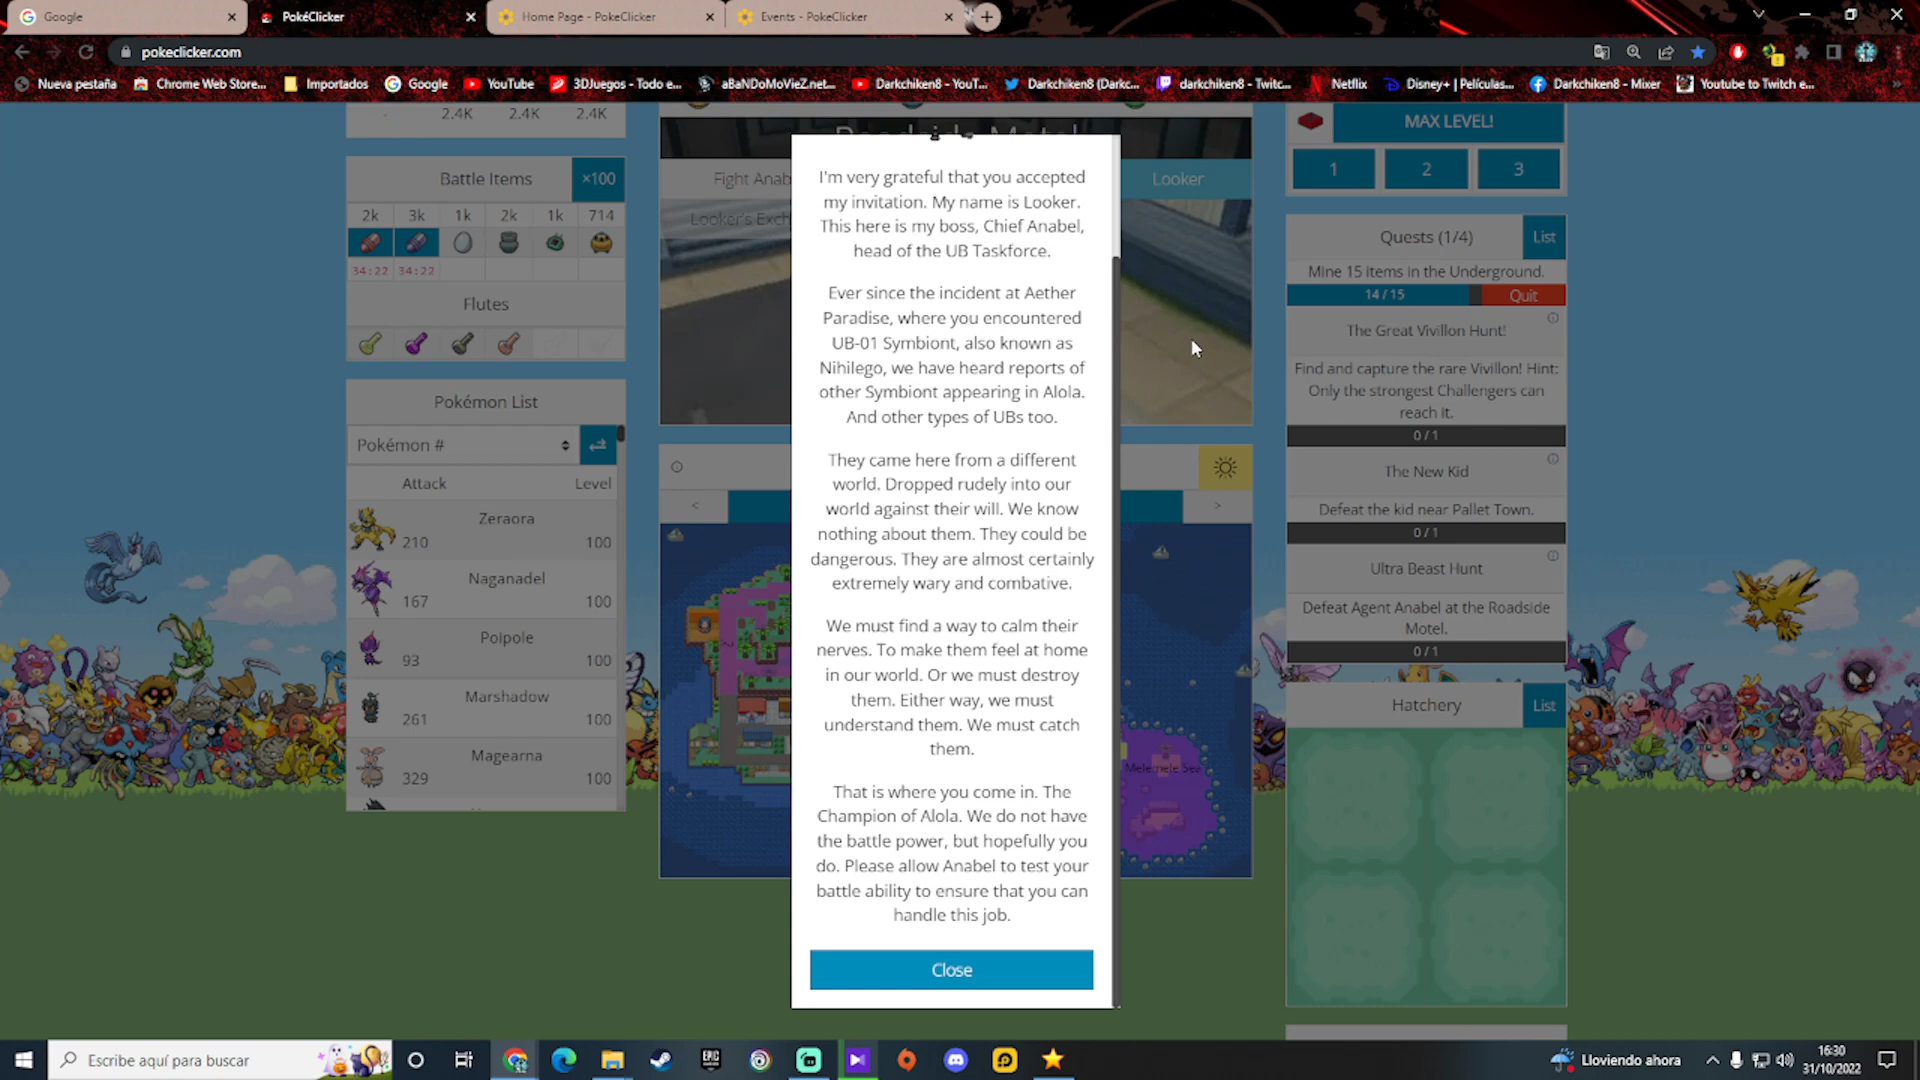 Google
PokéClicker
Home Page - PokeClicker
Events - PokeClicker
pokeclicker.com
Nueva pestaña
Chrome Web Store...
Importados
Google
YouTube
3DJuegos - Todo e...
aBaNDoMoVieZ.net...
Darkchiken8 - YouT...
Darkchiken8 (Darkc...
darkchiken8 - Twitc...
Netflix
Disney+ | Películas...
Darkchiken8 - Mixer
Youtube to Twitch e...
2.4K 2.4K 2.4K
Battle Items ×100
2k 3k 1k 2k 1k 714
34:22 34:22
Flutes
Pokémon List
Pokémon #
Attack Level
Zeraora
210 100
Naganadel
167 100
Poipole
93 100
Marshadow
261 100
Magearna
329 100
Roadside Motel
Fight Anab
Looker
Looker's Exch
<
>
Melemele Sea
I'm very grateful that you accepted
my invitation. My name is Looker.
This here is my boss, Chief Anabel,
head of the UB Taskforce.
Ever since the incident at Aether
Paradise, where you encountered
UB-01 Symbiont, also known as
Nihilego, we have heard reports of
other Symbiont appearing in Alola.
And other types of UBs too.
They came here from a different
world. Dropped rudely into our
world against their will. We know
nothing about them. They could be
dangerous. They are almost certainly
extremely wary and combative.
We must find a way to calm their
nerves. To make them feel at home
in our world. Or we must destroy
them. Either way, we must
understand them. We must catch
them.
That is where you come in. The
Champion of Alola. We do not have
the battle power, but hopefully you
do. Please allow Anabel to test your
battle ability to ensure that you can
handle this job.
Close
MAX LEVEL!
1 2 3
Quests (1/4) List
Mine 15 items in the Underground.
14 / 15 Quit
The Great Vivillon Hunt!
Find and capture the rare Vivillon! Hint:
Only the strongest Challengers can
reach it.
0 / 1
The New Kid
Defeat the kid near Pallet Town.
0 / 1
Ultra Beast Hunt
Defeat Agent Anabel at the Roadside
Motel.
0 / 1
Hatchery List
Escribe aquí para buscar
EPIC
Lloviendo ahora
16:30
31/10/2022